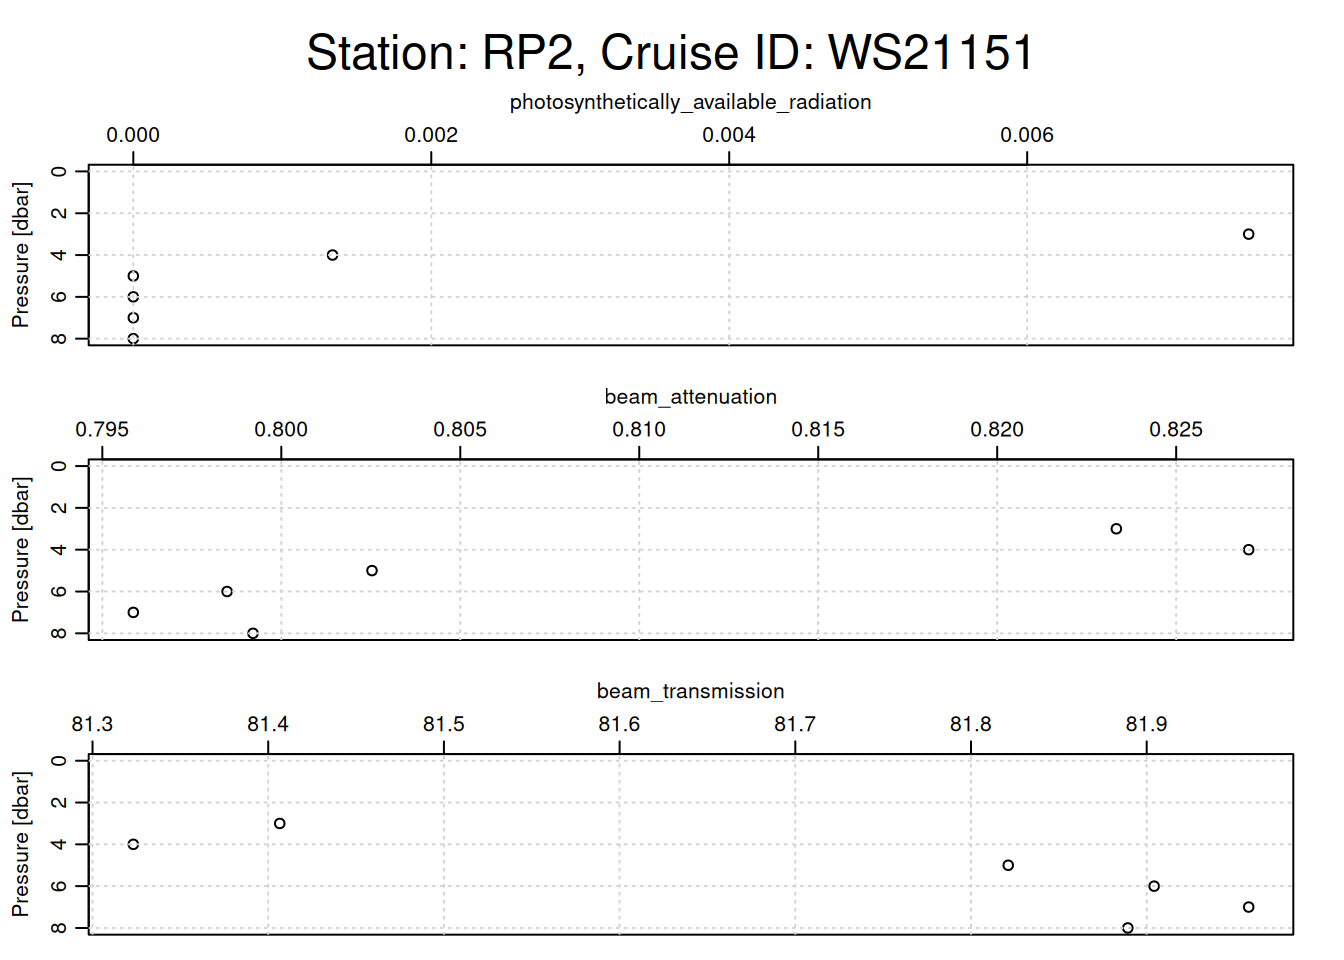 Station: RP2, Cruise ID: WS21151
photosynthetically_available_radiation
0.000 0.002 0.004 0.006
Pressure [dbar]
0 2 4 6 8
beam_attenuation
0.795 0.800 0.805 0.810 0.815 0.820 0.825
Pressure [dbar]
0 2 4 6 8
beam_transmission
81.3 81.4 81.5 81.6 81.7 81.8 81.9
Pressure [dbar]
0 2 4 6 8